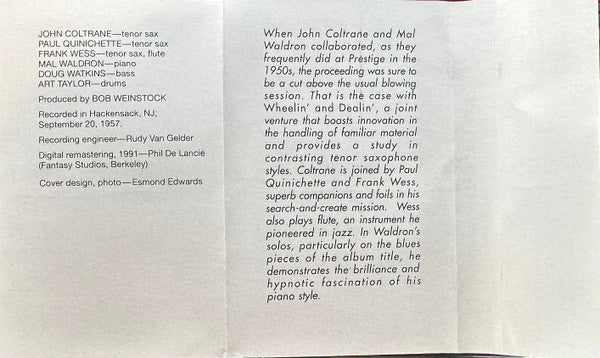 JOHN COLTRANE—tenor sax
PAUL QUINICHETTE—tenor sax
FRANK WESS—tenor sax, flute
MAL WALDRON—piano
DOUG WATKINS—bass
ART TAYLOR—drums
Produced by BOB WEINSTOCK
Recorded in Hackensack, NJ;
September 20, 1957.
Recording engineer—Rudy Van Gelder
Digital remastering, 1991—Phil De Lancie
(Fantasy Studios, Berkeley)
Cover design, photo—Esmond Edwards
When John Coltrane and Mal
Waldron collaborated, as they
frequently did at Prestige in the
1950s, the proceeding was sure to
be a cut above the usual blowing
session. That is the case with
Wheelin' and Dealin', a joint
venture that boasts innovation in
the handling of familiar material
and provides a study in
contrasting tenor saxophone
styles. Coltrane is joined by Paul
Quinichette and Frank Wess,
superb companions and foils in his
search-and-create mission. Wess
also plays flute, an instrument he
pioneered in jazz. In Waldron's
solos, particularly on the blues
pieces of the album title, he
demonstrates the brilliance and
hypnotic fascination of his
piano style.